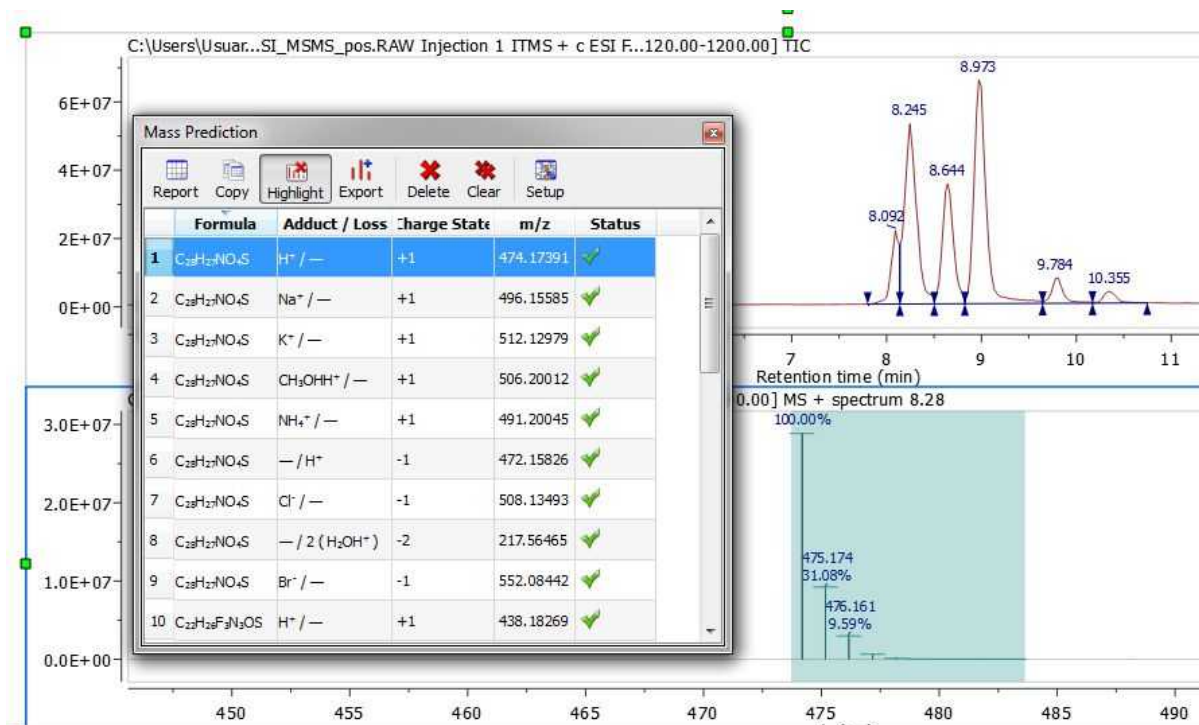 C:\Users\Usuar...SI_MSMS_pos.RAW Injection 1 ITMS + c ESI F...120.00-1200.00] TIC
6E+07
4E+07
2E+07
0E+00
8.092
8.245
8.644
8.973
9.784
10.355
7 8 9 10 11
Retention time (min)
Mass Prediction
Report Copy Highlight Export Delete Clear Setup
Formula Adduct / Loss Charge State m/z Status
1 C₂₈H₂₇NO₄S H⁺ / — +1 474.17391
2 C₂₈H₂₇NO₄S Na⁺ / — +1 496.15585
3 C₂₈H₂₇NO₄S K⁺ / — +1 512.12979
4 C₂₈H₂₇NO₄S CH₃OHH⁺ / — +1 506.20012
5 C₂₈H₂₇NO₄S NH₄⁺ / — +1 491.20045
6 C₂₈H₂₇NO₄S — / H⁺ -1 472.15826
7 C₂₈H₂₇NO₄S Cl⁻ / — -1 508.13493
8 C₂₈H₂₇NO₄S — / 2 ( H₂OH⁺ ) -2 217.56465
9 C₂₈H₂₇NO₄S Br⁻ / — -1 552.08442
10 C₂₂H₂₆F₃N₃OS H⁺ / — +1 438.18269
0.00] MS + spectrum 8.28
3.0E+07
2.0E+07
1.0E+07
0.0E+00
100.00%
475.174
31.08%
476.161
9.59%
450 455 460 465 470 475 480 485 490